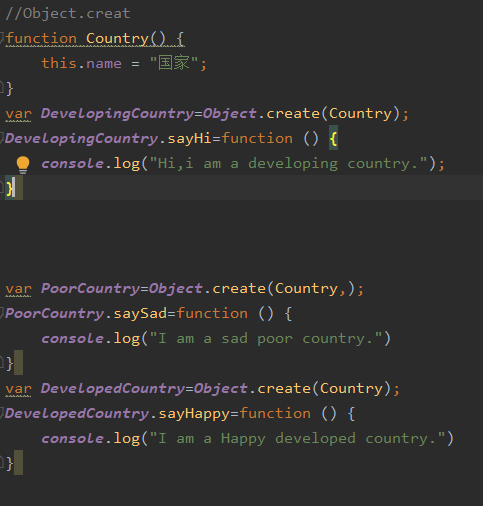 //Object.creat
function Country() {
    this.name = "国家";
}
var DevelopingCountry=Object.create(Country);
DevelopingCountry.sayHi=function () {
    console.log("Hi,i am a developing country.");
}
var PoorCountry=Object.create(Country,);
PoorCountry.saySad=function () {
    console.log("I am a sad poor country.")
}
var DevelopedCountry=Object.create(Country);
DevelopedCountry.sayHappy=function () {
    console.log("I am a Happy developed country.")
}